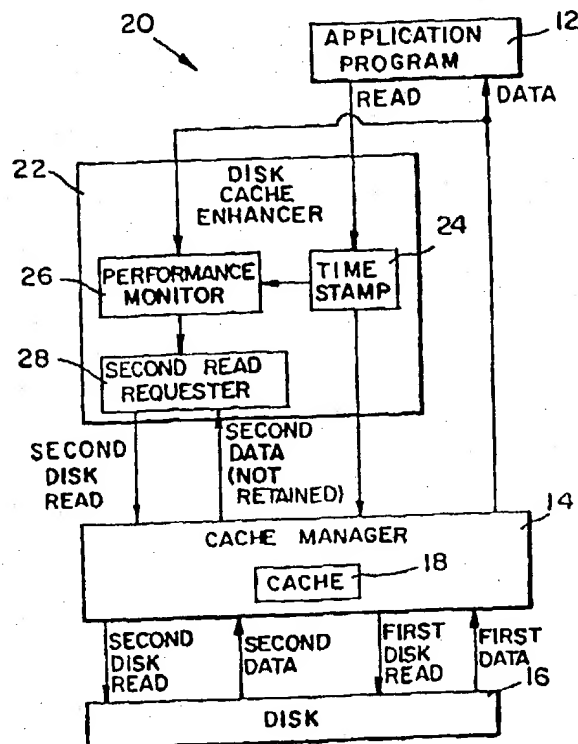 20
APPLICATION
PROGRAM
12
READ
DATA
22
DISK
CACHE
ENHANCER
24
26
PERFORMANCE
MONITOR
TIME
STAMP
28
SECOND READ
REQUESTER
SECOND
DISK
READ
SECOND
DATA
(NOT
RETAINED)
14
CACHE MANAGER
CACHE
18
SECOND
DISK
READ
SECOND
DATA
FIRST
DISK
READ
FIRST
DATA
16
DISK